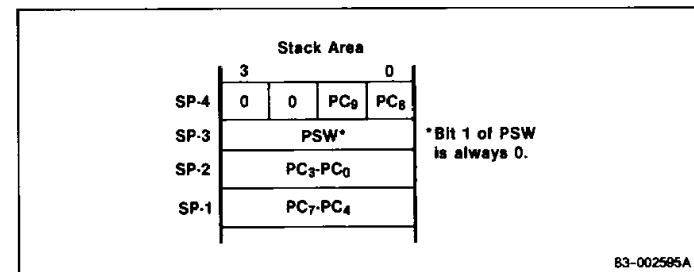 Stack Area
3 0
SP-4 0 0 PC₉ PC₈
SP-3 PSW*
SP-2 PC₃-PC₀
SP-1 PC₇-PC₄
*Bit 1 of PSW
is always 0.
83-002595A